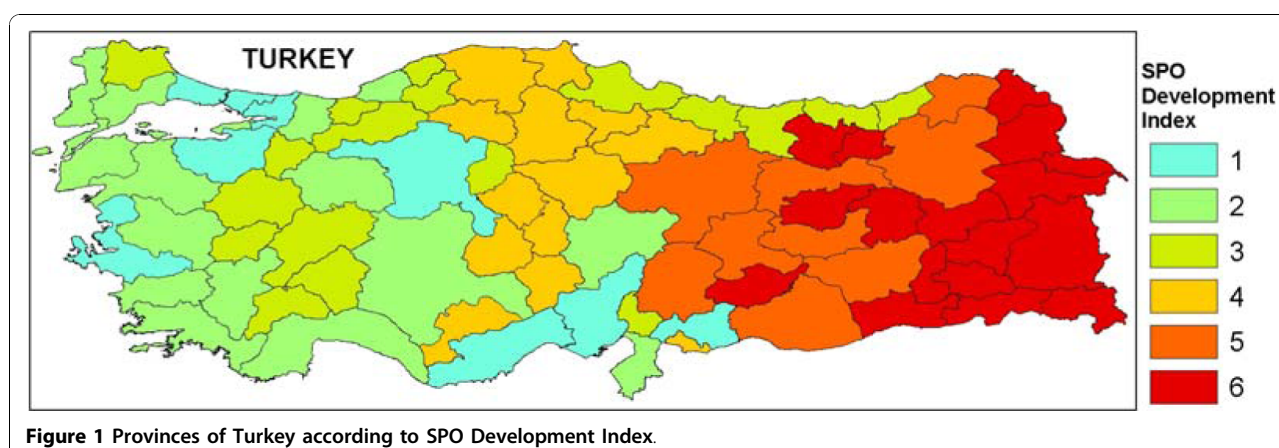 TURKEY
SPO
Development
Index
1
2
3
4
5
6
Figure 1 Provinces of Turkey according to SPO Development Index.